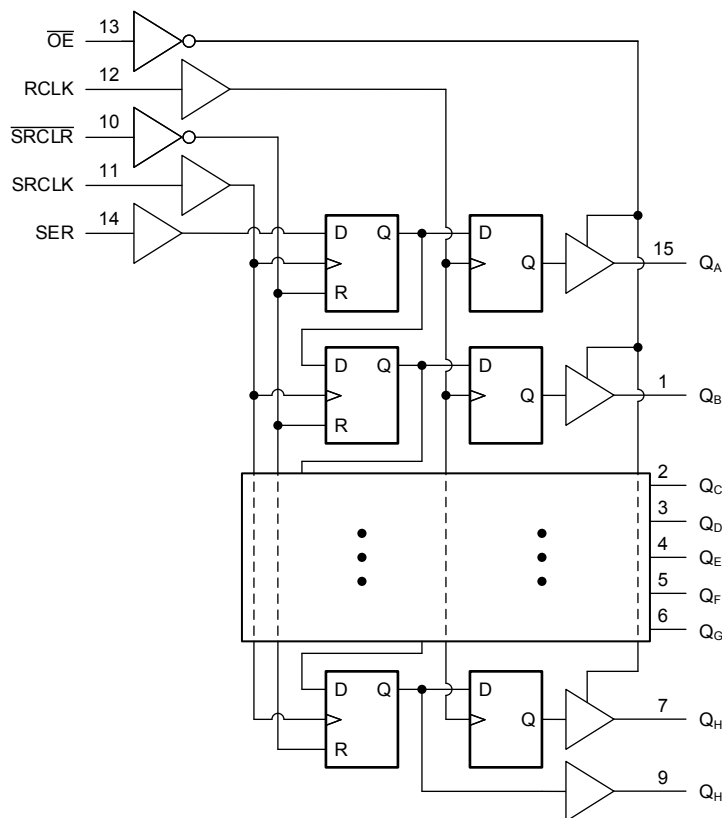 OE 13
RCLK 12
SRCLR 10
SRCLK 11
SER 14
D Q D
Q 15 QA
R
D Q D
Q 1 QB
R
2 QC
3 QD
4 QE
5 QF
6 QG
D Q D
Q 7 QH
R
9 QH